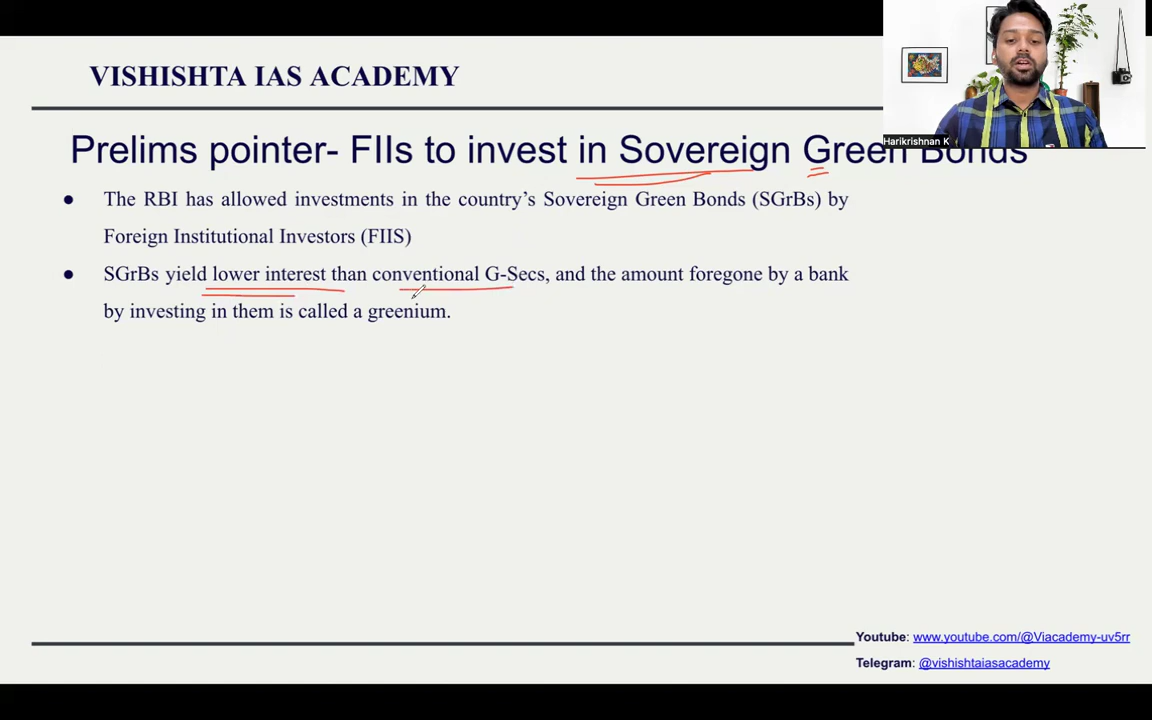 VISHISHTA IAS ACADEMY
Harikrishnan K
Prelims pointer- FIIs to invest in Sovereign Green Bonds
● The RBI has allowed investments in the country’s Sovereign Green Bonds (SGrBs) by
Foreign Institutional Investors (FIIS)
● SGrBs yield lower interest than conventional G-Secs, and the amount foregone by a bank
by investing in them is called a greenium.
Youtube: www.youtube.com/@Viacademy-uv5rr
Telegram: @vishishtaiasacademy